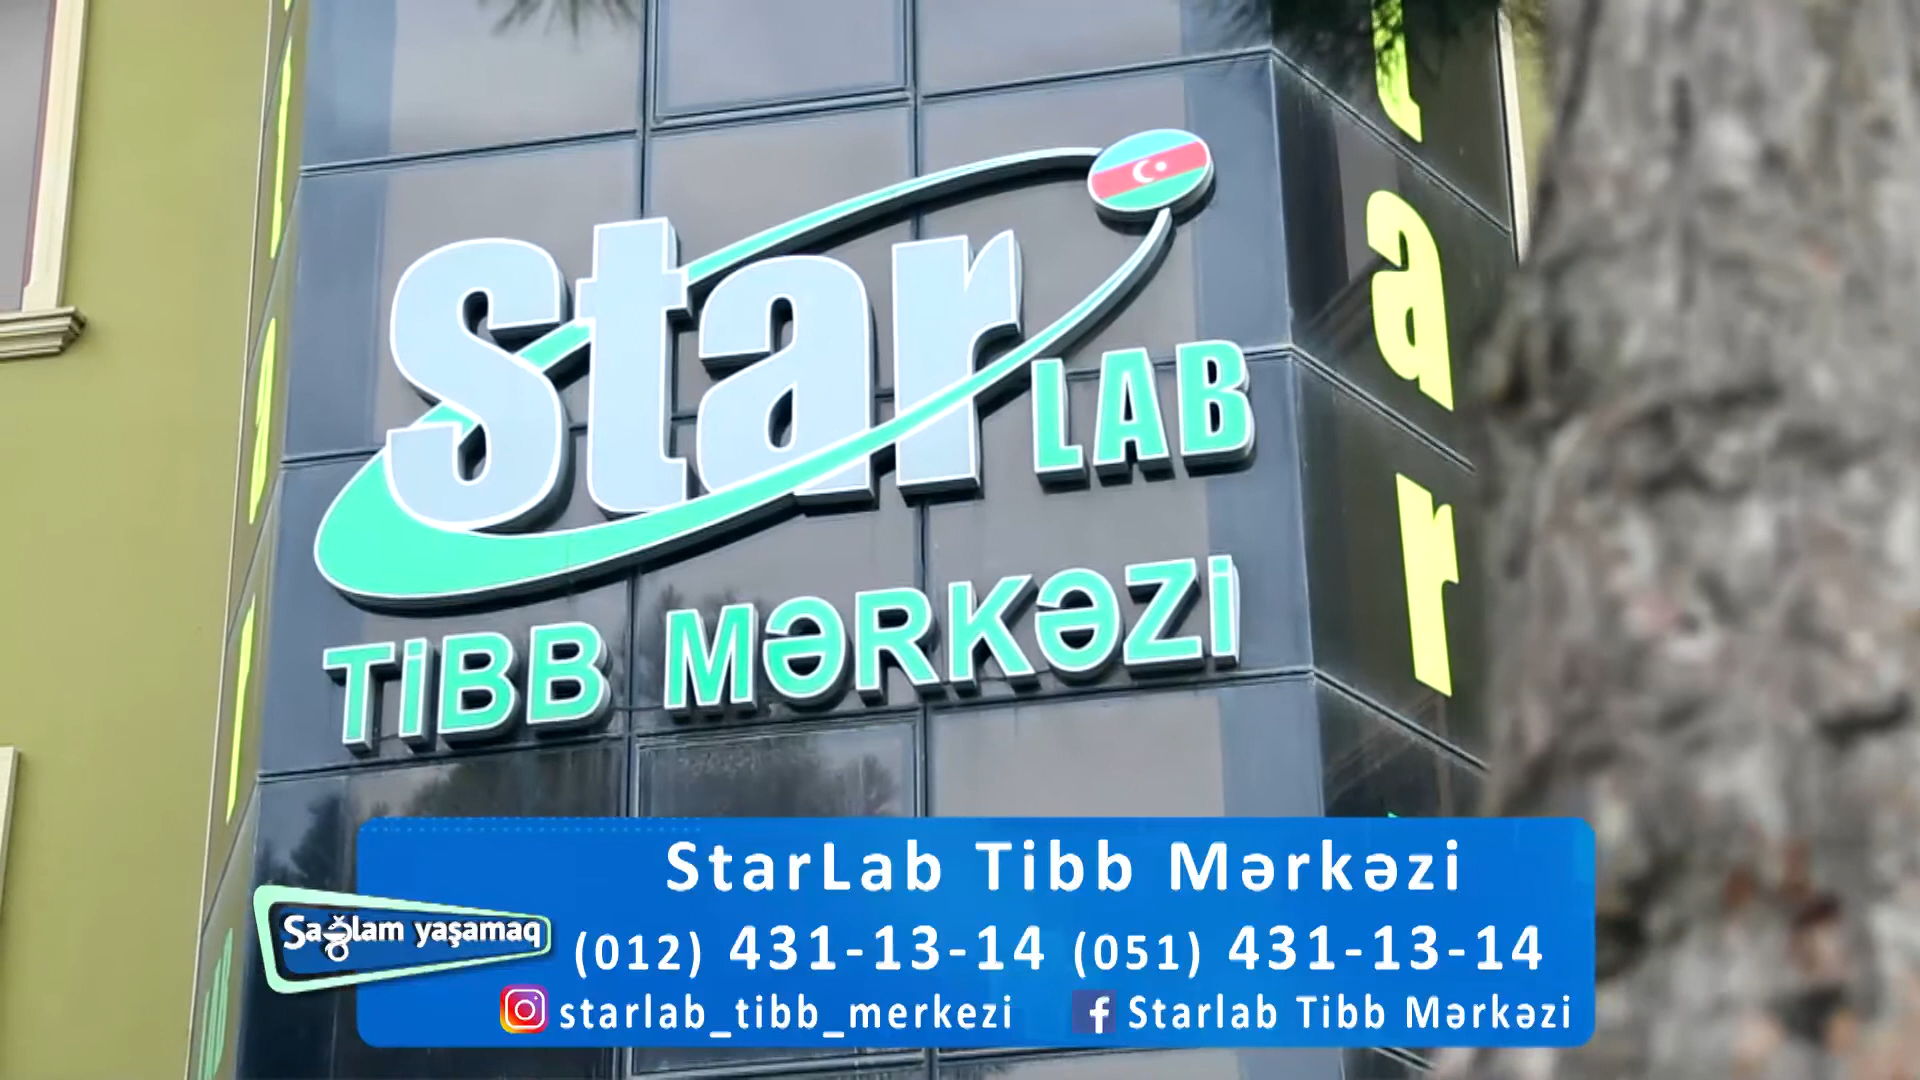 Star
LAB
TİBB MƏRKƏZİ
tar
StarLab Tibb Mərkəzi
Sağlam yaşamaq
(012) 431-13-14 (051) 431-13-14
starlab_tibb_merkezi
Starlab Tibb Mərkəzi